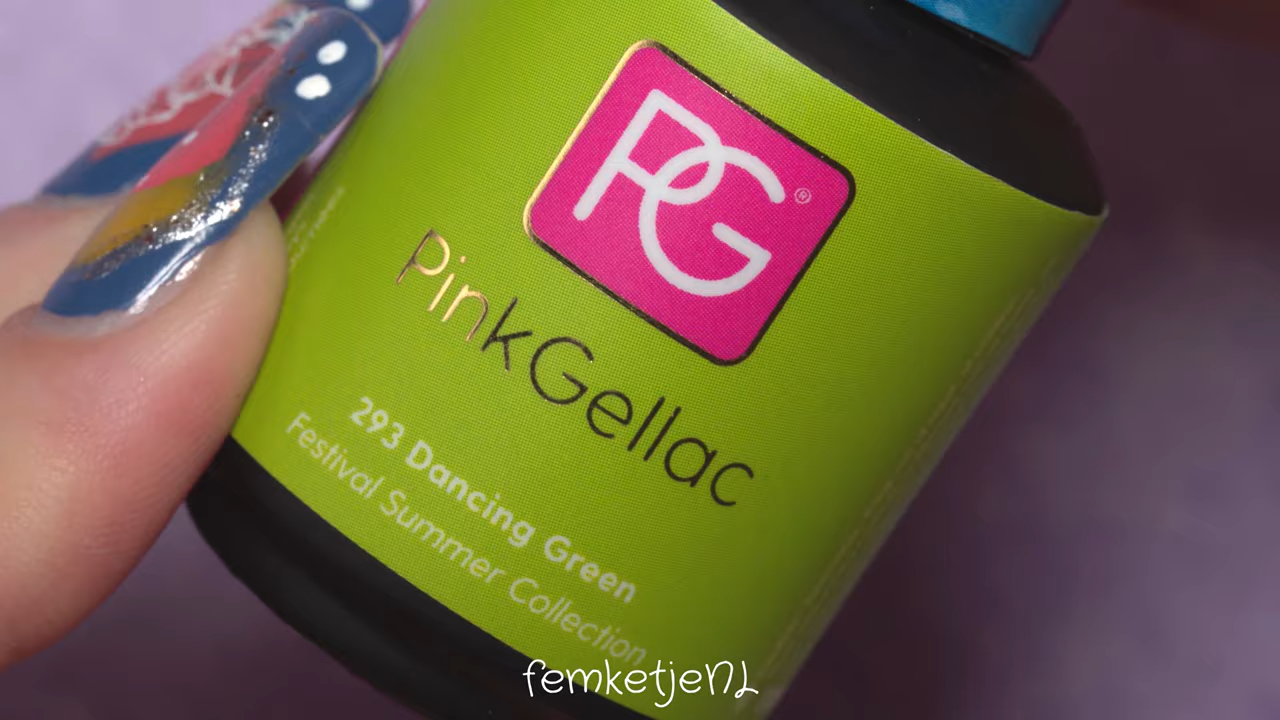 PG®
PinkGellac
293 Dancing Green
Festival Summer Collection
femketjeNL